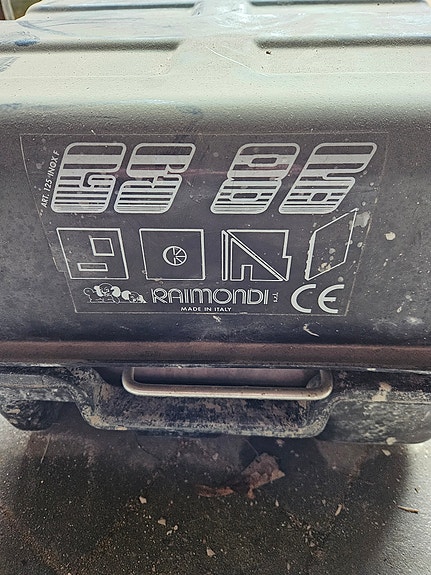 ART. 125 INOX F
GS 86
RAIMONDI CE
MADE IN ITALY